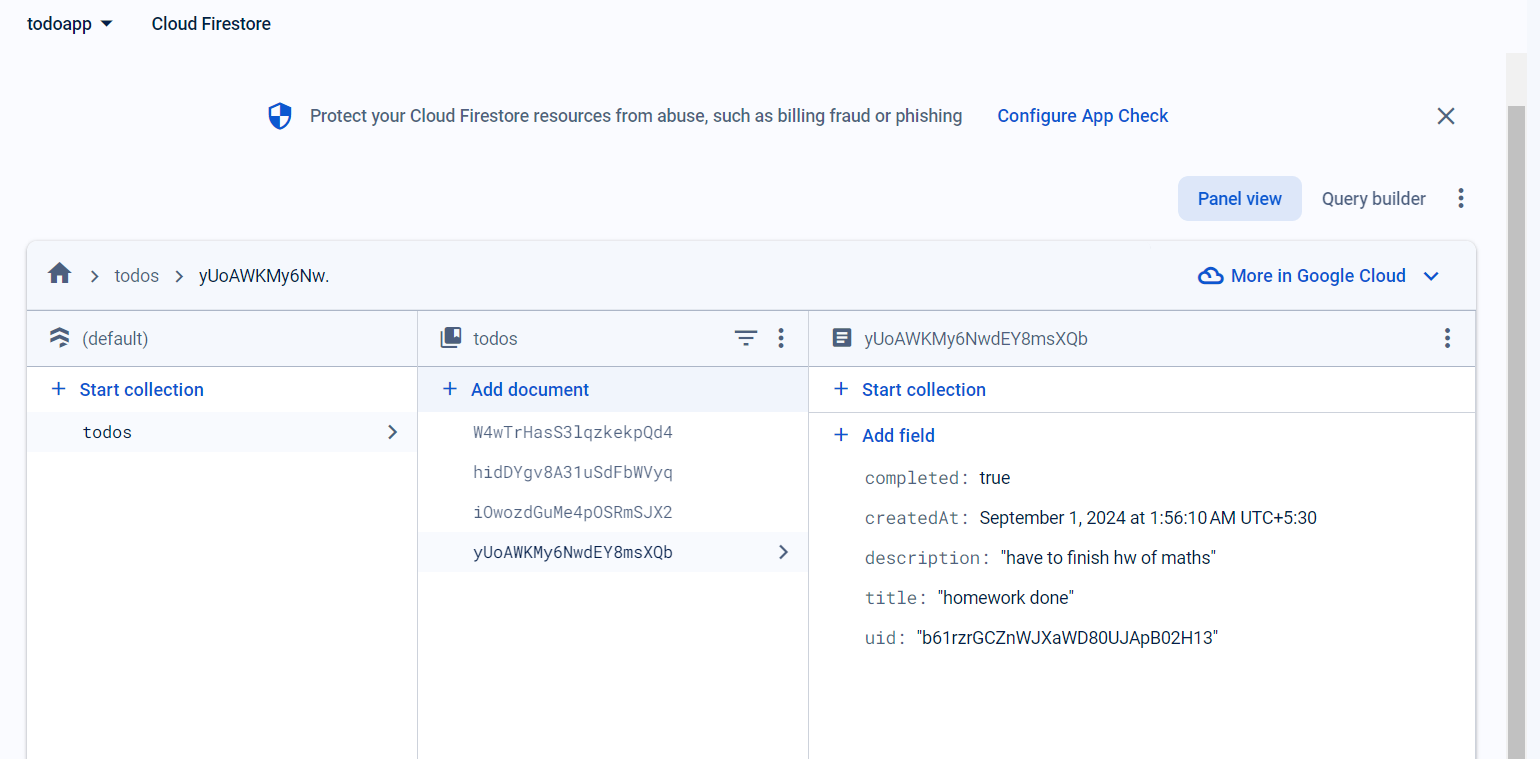 todoapp Cloud Firestore
Protect your Cloud Firestore resources from abuse, such as billing fraud or phishing Configure App Check
Panel view Query builder
todos yUoAWKMy6Nw.
More in Google Cloud
(default)
Start collection
todos
todos
Add document
W4wTrHasS3lqzkekpQd4
hidDYgv8A31uSdFbWVyq
iOwozdGuMe4pOSRmSJX2
yUoAWKMy6NwdEY8msXQb
yUoAWKMy6NwdEY8msXQb
Start collection
Add field
completed: true
createdAt: September 1, 2024 at 1:56:10 AM UTC+5:30
description: "have to finish hw of maths"
title: "homework done"
uid: "b61rzrGCZnWJXaWD80UJApB02H13"